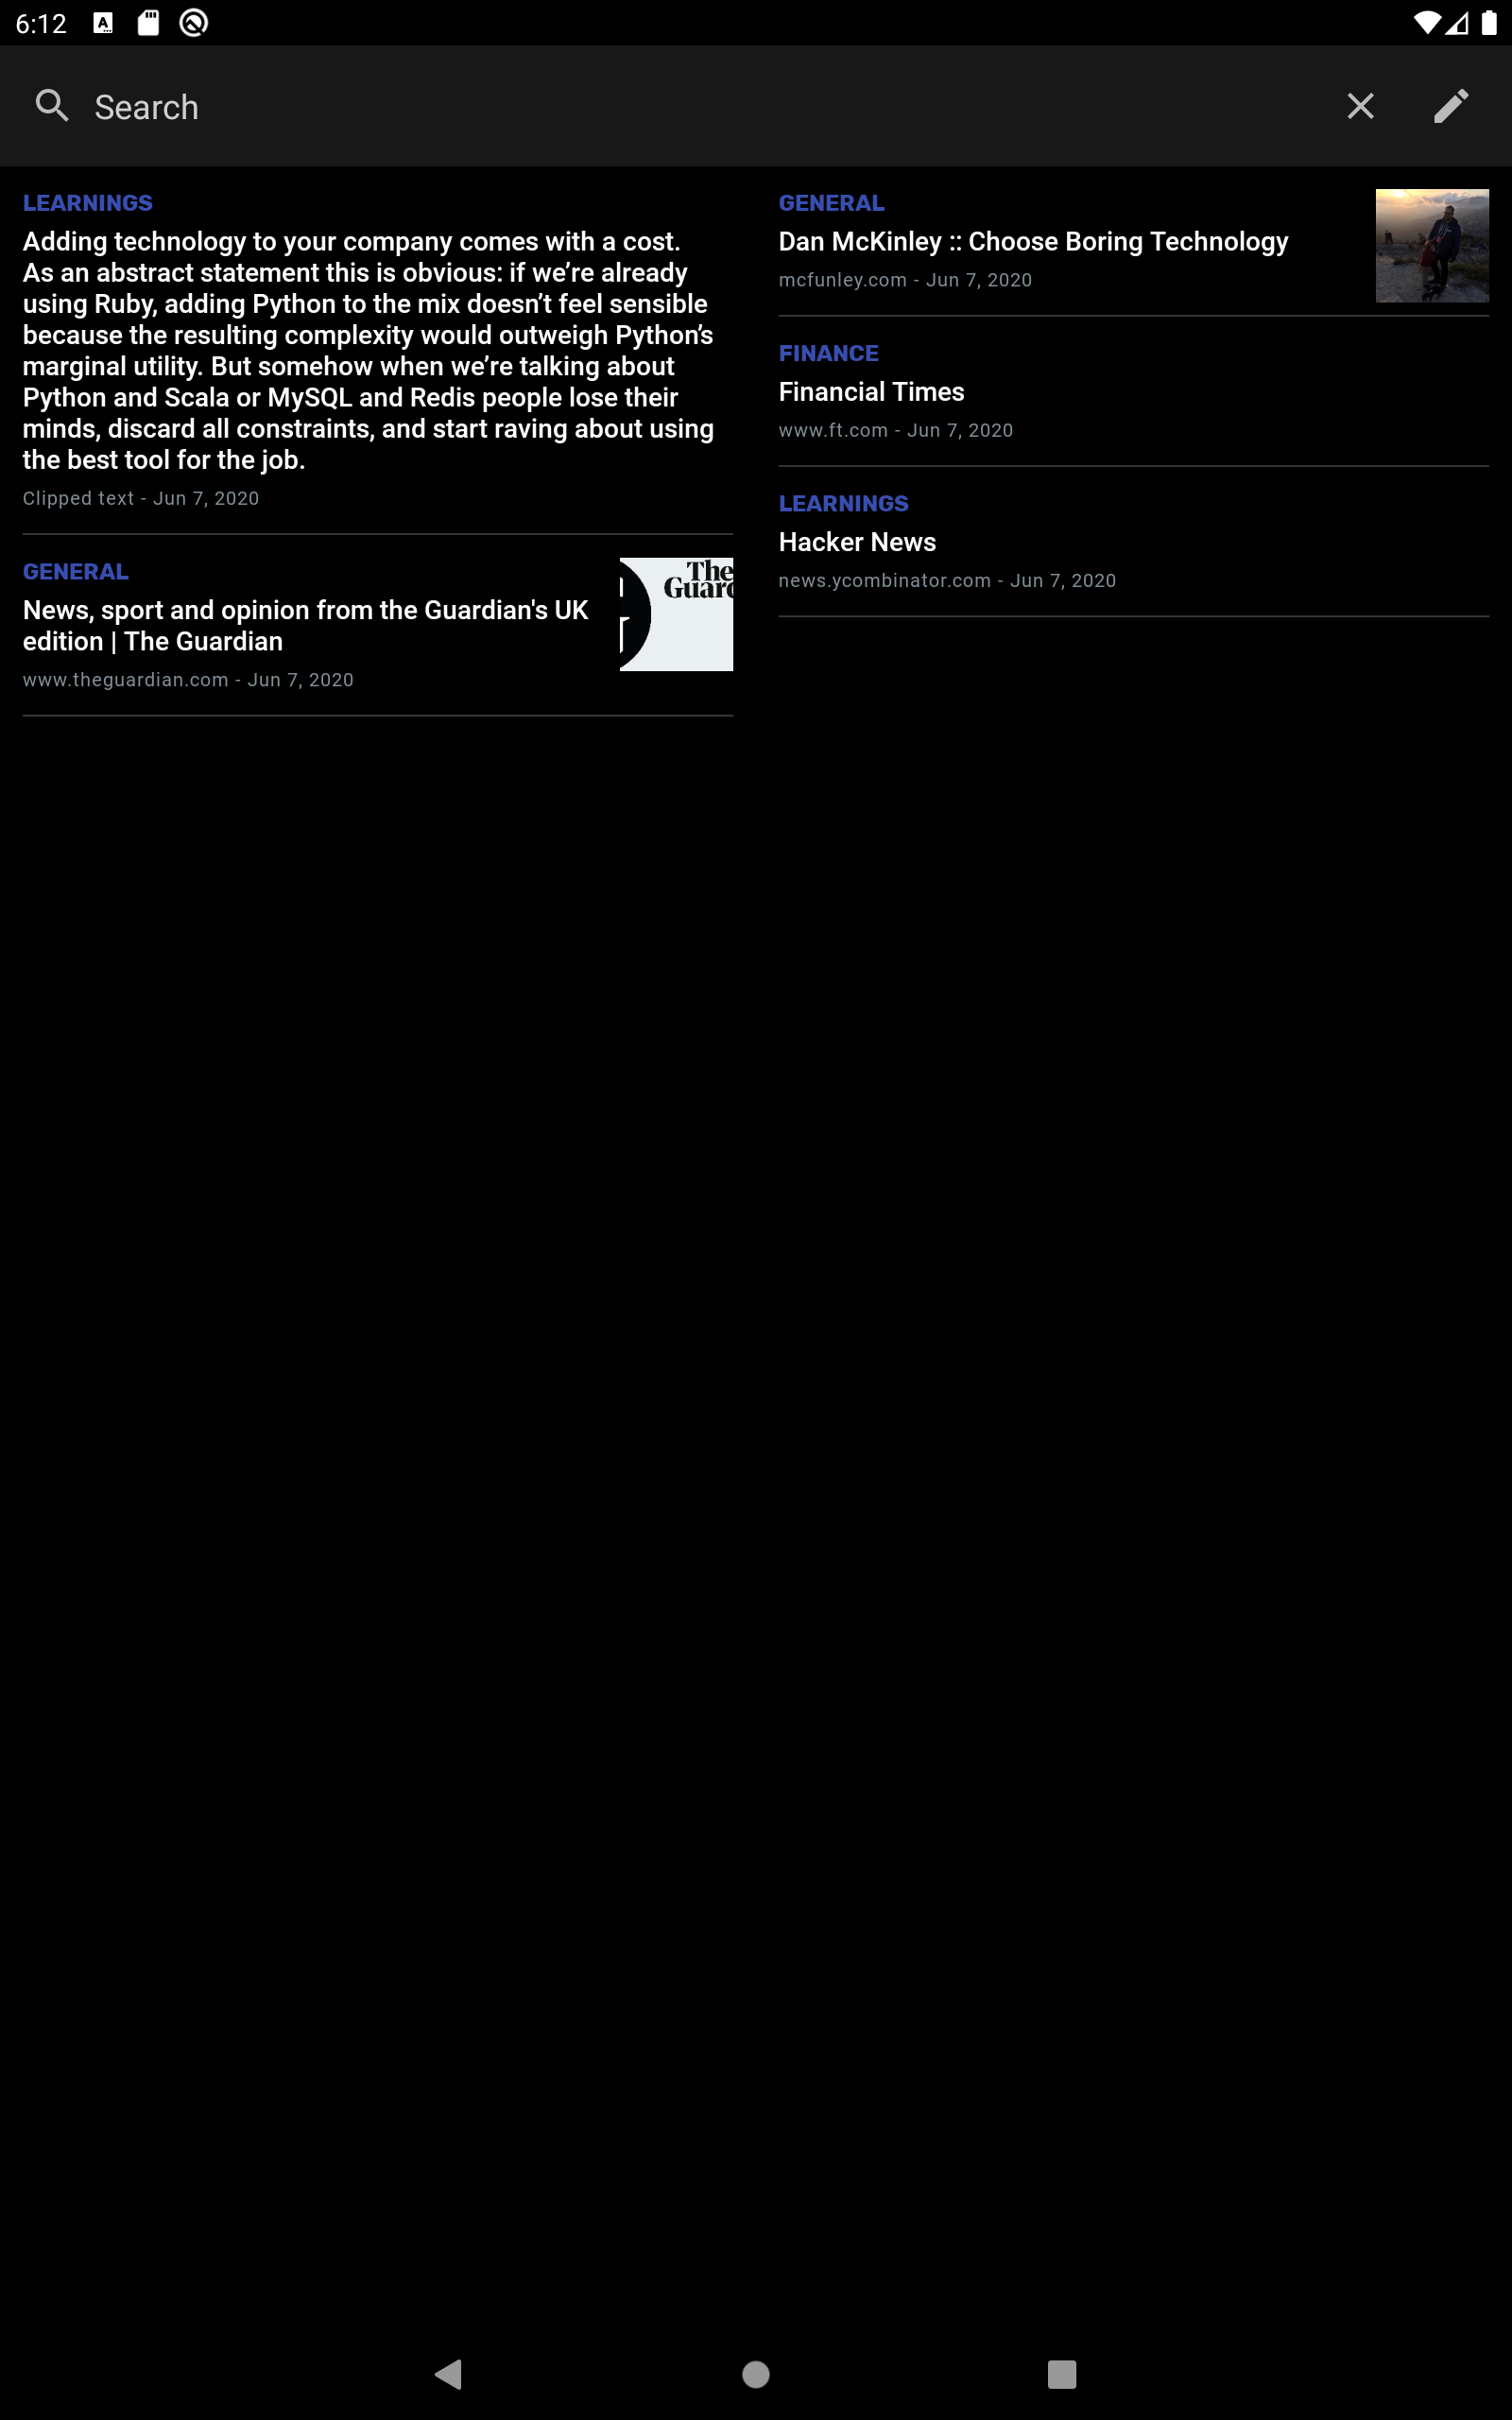 6:12
Search
LEARNINGS
Adding technology to your company comes with a cost.
As an abstract statement this is obvious: if we’re already
using Ruby, adding Python to the mix doesn’t feel sensible
because the resulting complexity would outweigh Python’s
marginal utility. But somehow when we’re talking about
Python and Scala or MySQL and Redis people lose their
minds, discard all constraints, and start raving about using
the best tool for the job.
Clipped text - Jun 7, 2020
GENERAL
News, sport and opinion from the Guardian's UK
edition | The Guardian
www.theguardian.com - Jun 7, 2020
The
Guard
GENERAL
Dan McKinley :: Choose Boring Technology
mcfunley.com - Jun 7, 2020
FINANCE
Financial Times
www.ft.com - Jun 7, 2020
LEARNINGS
Hacker News
news.ycombinator.com - Jun 7, 2020